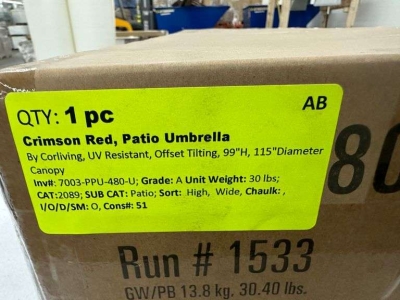 QTY: 1 pc AB
Crimson Red, Patio Umbrella
By Corliving, UV Resistant, Offset Tilting, 99"H, 115"Diameter
Canopy
Inv#: 7003-PPU-480-U; Grade: A Unit Weight: 30 lbs;
CAT:2089; SUB CAT: Patio; Sort: High, Wide, Chaulk: ,
I/O/D/SM: O, Cons#: 51
80
Run # 1533
GW/PB 13.8 kg. 30.40 lbs.